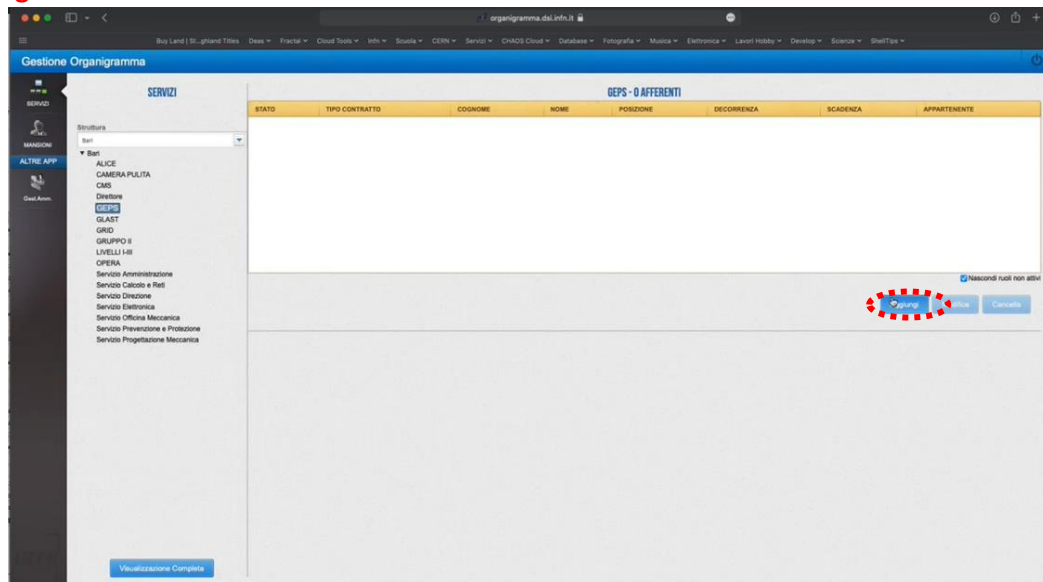 organigramma.dsi.infn.it
Buy Land | St...ghland Titles Deas Fractal Cloud Tools Infn Scuola CERN Servizi CHAOS Cloud Database Fotografia Musica Elettronica Lavori Hobby Develop Scienze ShellTips
Gestione Organigramma
SERVIZI
MANSIONI
ALTRE APP
Gest.Amm.
SERVIZI
Struttura
Bari
Bari
ALICE
CAMERA PULITA
CMS
Direttore
GEPS
GLAST
GRID
GRUPPO II
LIVELLI I-III
OPERA
Servizio Amministrazione
Servizio Calcolo e Reti
Servizio Direzione
Servizio Elettronica
Servizio Officina Meccanica
Servizio Prevenzione e Protezione
Servizio Progettazione Meccanica
Visualizzazione Completa
GEPS - 0 AFFERENTI
STATO TIPO CONTRATTO COGNOME NOME POSIZIONE DECORRENZA SCADENZA APPARTENENTE
Nascondi ruoli non attivi
Cancella